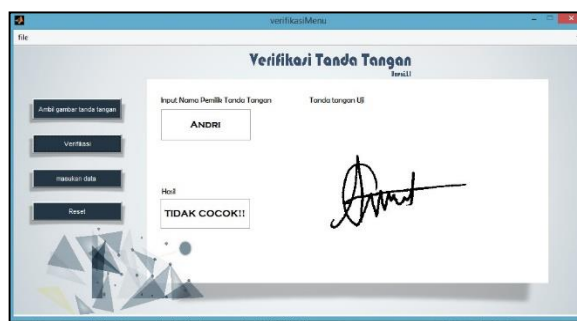 verifikasiMenu
file
Verifikasi Tanda Tangan
Ambil gambar tanda tangan
Verifikasi
masukan data
Reset
Input Nama Pemilik Tanda Tangan
ANDRI
Hasil
TIDAK COCOK!!
Tanda tangan Uji